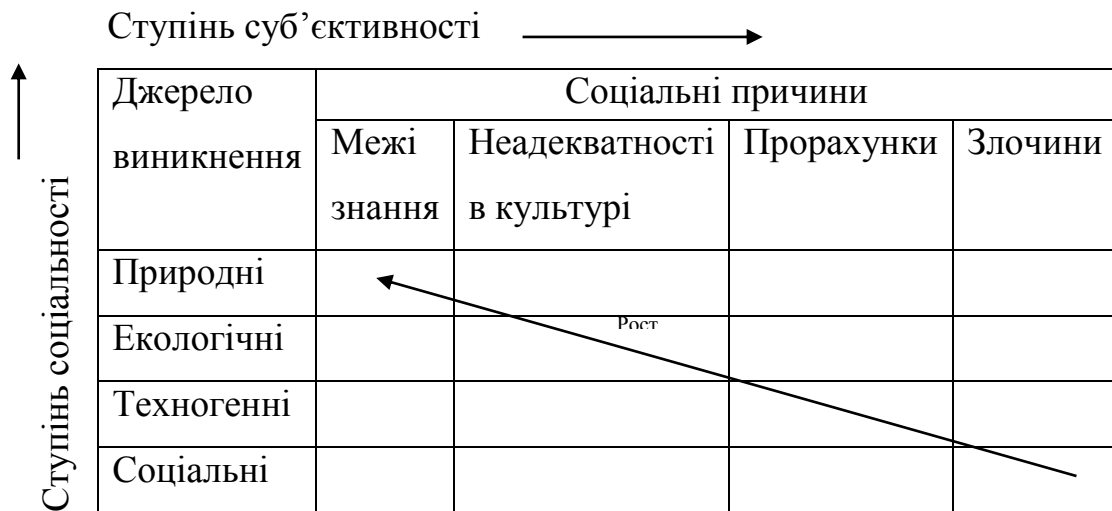 Ступінь суб’єктивності
Ступінь соціальності
Джерело виникнення
Соціальні причини
Межі знання
Неадекватності в культурі
Прорахунки
Злочини
Природні
Рост
Екологічні
Техногенні
Соціальні